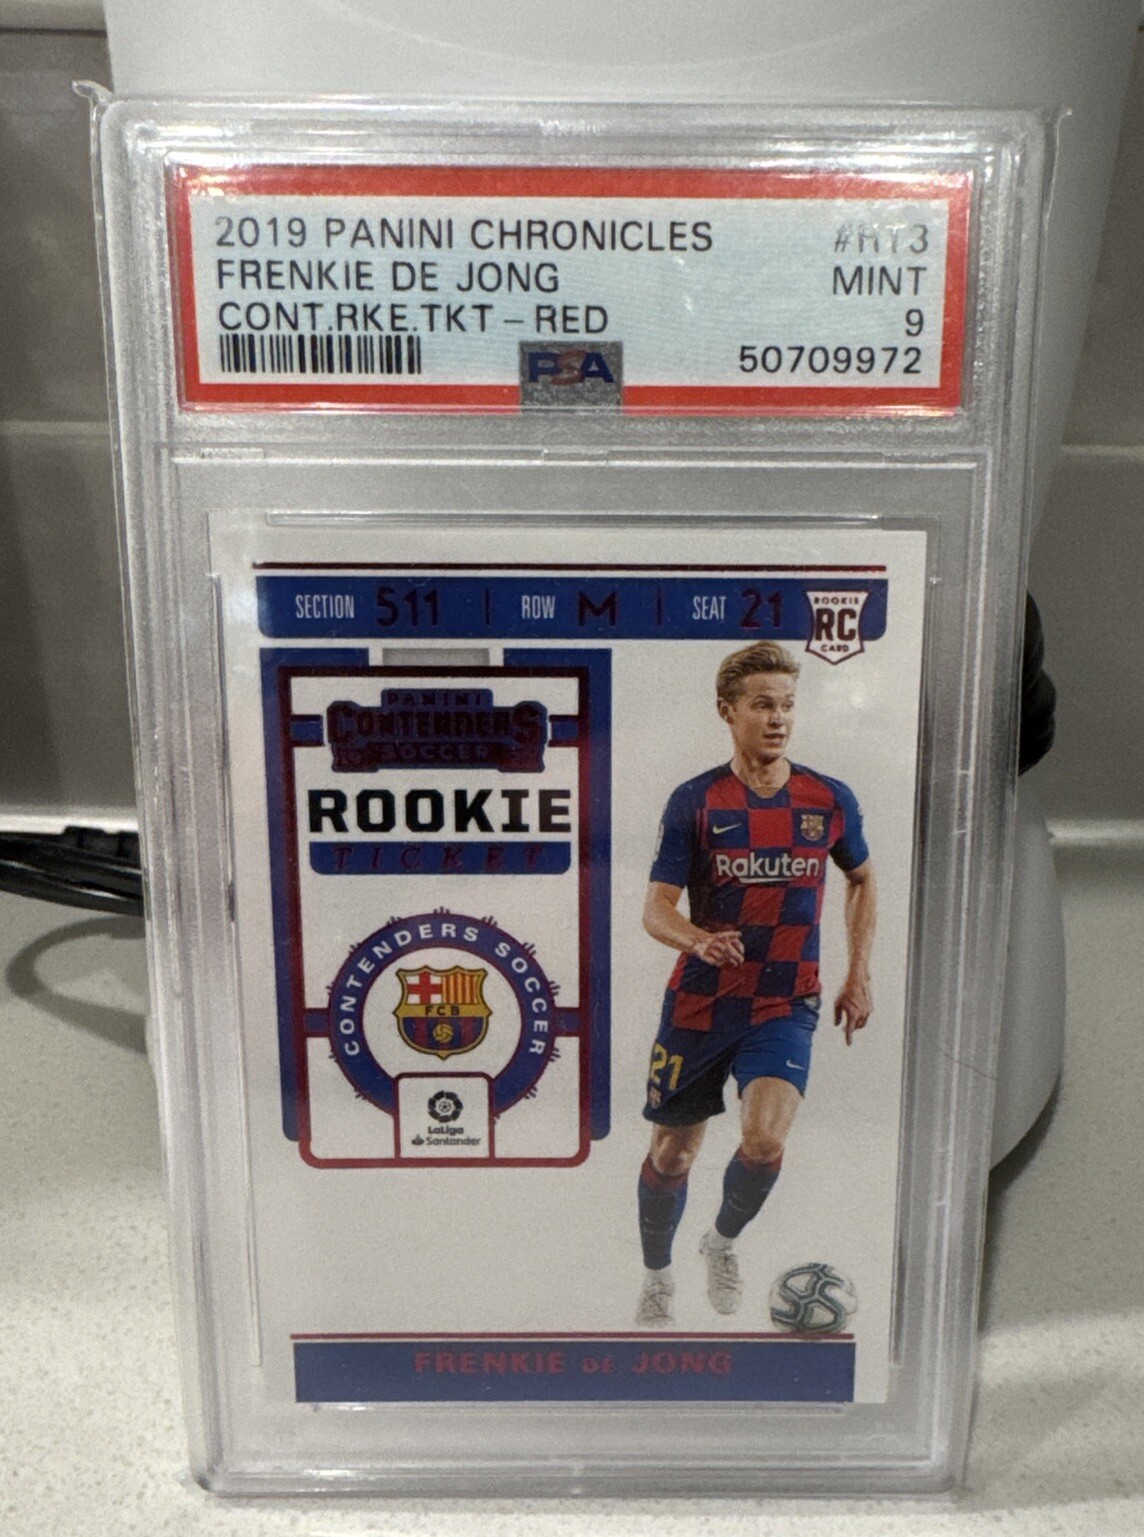 2019 PANINI CHRONICLES #RT3
FRENKIE DE JONG MINT
CONT.RKE.TKT – RED 9
PSA 50709972
SECTION 511 | ROW M | SEAT 21
ROOKIE
RC
CARD
PANINI
CONTENDERS
SOCCER
ROOKIE
TICKET
CONTENDERS SOCCER
FCB
LaLiga
Santander
Rakuten
21
FRENKIE DE JONG